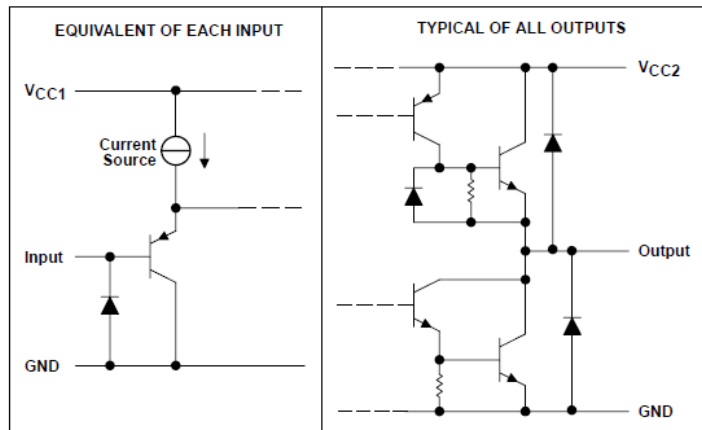 EQUIVALENT OF EACH INPUT
VCC1
Current
Source
Input
GND
TYPICAL OF ALL OUTPUTS
VCC2
Output
GND